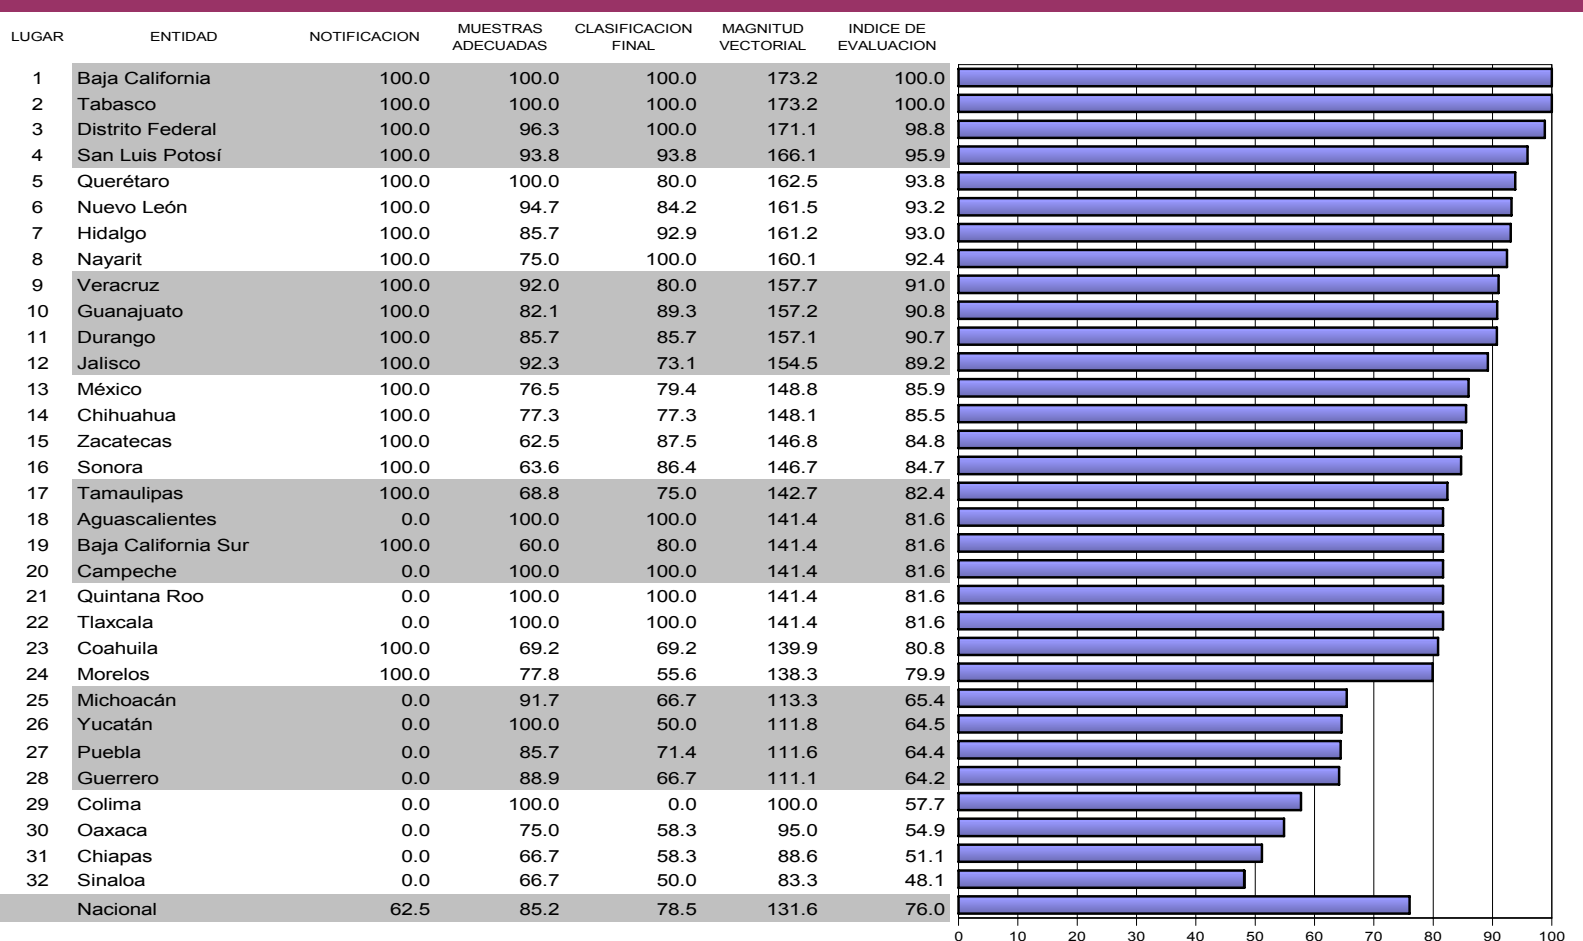 LUGAR ENTIDAD NOTIFICACION MUESTRAS ADECUADAS CLASIFICACION FINAL MAGNITUD VECTORIAL INDICE DE EVALUACION
1 Baja California 100.0 100.0 100.0 173.2 100.0
2 Tabasco 100.0 100.0 100.0 173.2 100.0
3 Distrito Federal 100.0 96.3 100.0 171.1 98.8
4 San Luis Potosí 100.0 93.8 93.8 166.1 95.9
5 Querétaro 100.0 100.0 80.0 162.5 93.8
6 Nuevo León 100.0 94.7 84.2 161.5 93.2
7 Hidalgo 100.0 85.7 92.9 161.2 93.0
8 Nayarit 100.0 75.0 100.0 160.1 92.4
9 Veracruz 100.0 92.0 80.0 157.7 91.0
10 Guanajuato 100.0 82.1 89.3 157.2 90.8
11 Durango 100.0 85.7 85.7 157.1 90.7
12 Jalisco 100.0 92.3 73.1 154.5 89.2
13 México 100.0 76.5 79.4 148.8 85.9
14 Chihuahua 100.0 77.3 77.3 148.1 85.5
15 Zacatecas 100.0 62.5 87.5 146.8 84.8
16 Sonora 100.0 63.6 86.4 146.7 84.7
17 Tamaulipas 100.0 68.8 75.0 142.7 82.4
18 Aguascalientes 0.0 100.0 100.0 141.4 81.6
19 Baja California Sur 100.0 60.0 80.0 141.4 81.6
20 Campeche 0.0 100.0 100.0 141.4 81.6
21 Quintana Roo 0.0 100.0 100.0 141.4 81.6
22 Tlaxcala 0.0 100.0 100.0 141.4 81.6
23 Coahuila 100.0 69.2 69.2 139.9 80.8
24 Morelos 100.0 77.8 55.6 138.3 79.9
25 Michoacán 0.0 91.7 66.7 113.3 65.4
26 Yucatán 0.0 100.0 50.0 111.8 64.5
27 Puebla 0.0 85.7 71.4 111.6 64.4
28 Guerrero 0.0 88.9 66.7 111.1 64.2
29 Colima 0.0 100.0 0.0 100.0 57.7
30 Oaxaca 0.0 75.0 58.3 95.0 54.9
31 Chiapas 0.0 66.7 58.3 88.6 51.1
32 Sinaloa 0.0 66.7 50.0 83.3 48.1
Nacional 62.5 85.2 78.5 131.6 76.0
0 10 20 30 40 50 60 70 80 90 100